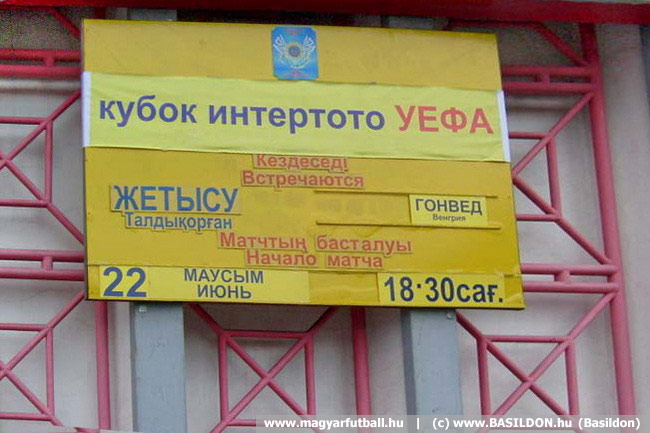 кубок интертото УЕФА
Кездеседі
Встречаются
ЖЕТЫСУ
Талдықорған
ГОНВЕД
Венгрия
Матчтың басталуы
Начало матча
22 МАУСЫМ
ИЮНЬ
18·30сағ.
www.magyarfutball.hu | (c) www.BASILDON.hu (Basildon)